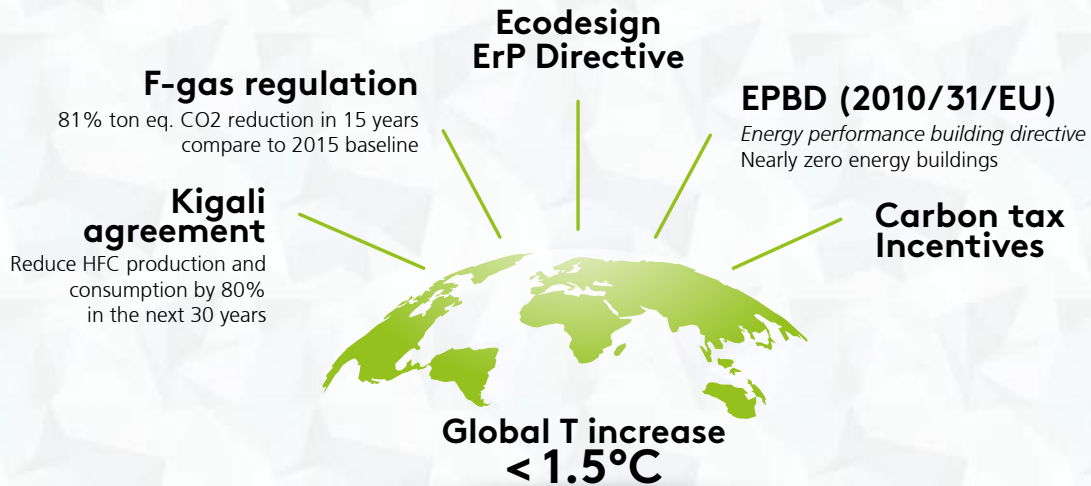 Ecodesign
ErP Directive
F-gas regulation
81% ton eq. CO2 reduction in 15 years
compare to 2015 baseline
EPBD (2010/31/EU)
Energy performance building directive
Nearly zero energy buildings
Kigali
agreement
Reduce HFC production and
consumption by 80%
in the next 30 years
Carbon tax
Incentives
Global T increase
< 1.5°C